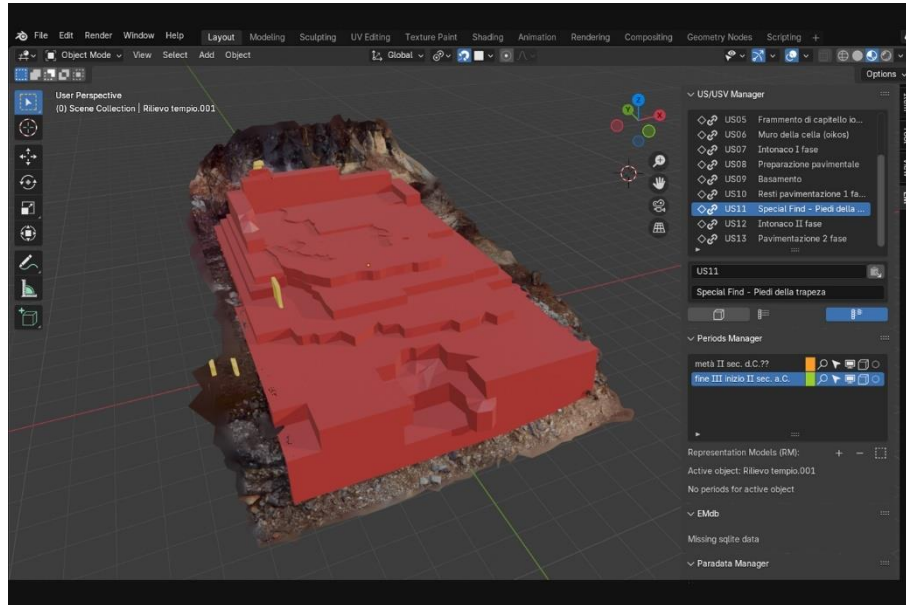 File Edit Render Window Help Layout Modeling Sculpting UV Editing Texture Paint Shading Animation Rendering Compositing Geometry Nodes Scripting +
Object Mode View Select Add Object Global
Options
User Perspective
(0) Scene Collection | Rilievo tempio.001
US/USV Manager
US05 Frammento di capitello io...
US06 Muro della cella (oikos)
US07 Intonaco I fase
US08 Preparazione pavimentale
US09 Basamento
US10 Resti pavimentazione 1 fa...
US11 Special Find - Piedi della ...
US12 Intonaco II fase
US13 Pavimentazione 2 fase
US11
Special Find - Piedi della trapeza
Periods Manager
metà II sec. d.C.??
fine III inizio II sec. a.C.
Representation Models (RM): + -
Active object: Rilievo tempio.001
No periods for active object
EMdb
Missing sqlite data
Paradata Manager